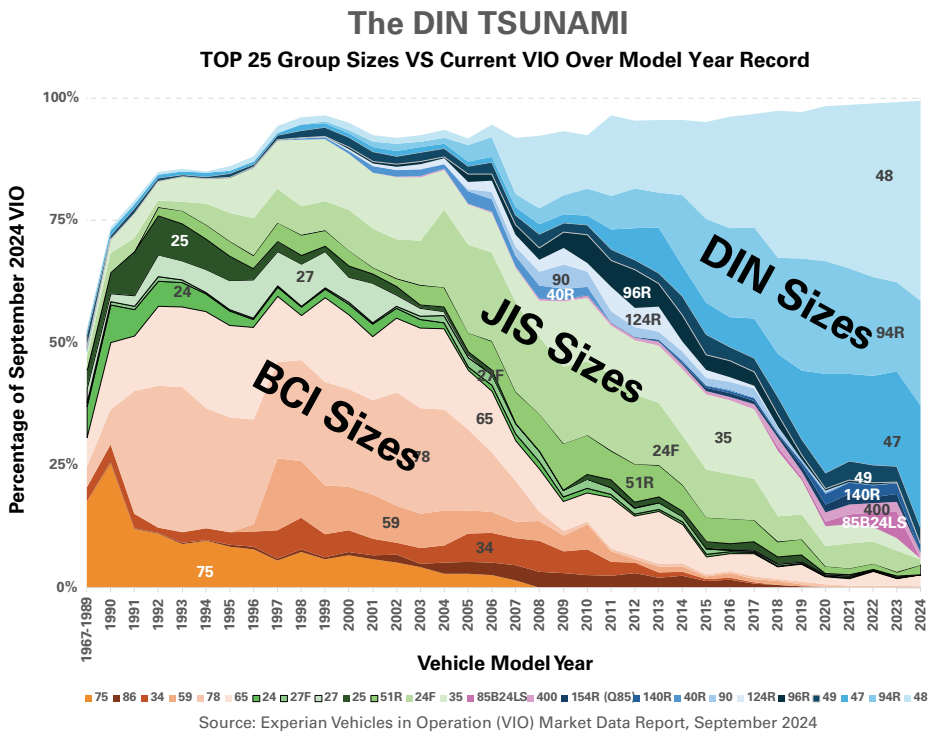 The DIN TSUNAMI
TOP 25 Group Sizes VS Current VIO Over Model Year Record
Percentage of September 2024 VIO
100%
75%
50%
25%
0%
48
25
27
24
DIN Sizes
90
40R
96R
124R
94R
JIS Sizes
27F
BCI Sizes
65
35
78
24F
47
51R
49
140R
400
85B24LS
59
34
75
1967-1989 1990 1991 1992 1993 1994 1995 1996 1997 1998 1999 2000 2001 2002 2003 2004 2005 2006 2007 2008 2009 2010 2011 2012 2013 2014 2015 2016 2017 2018 2019 2020 2021 2022 2023 2024
Vehicle Model Year
75 86 34 59 78 65 24 27F 27 25 51R 24F 35 85B24LS 400 154R (Q85) 140R 40R 90 124R 96R 49 47 94R 48
Source: Experian Vehicles in Operation (VIO) Market Data Report, September 2024